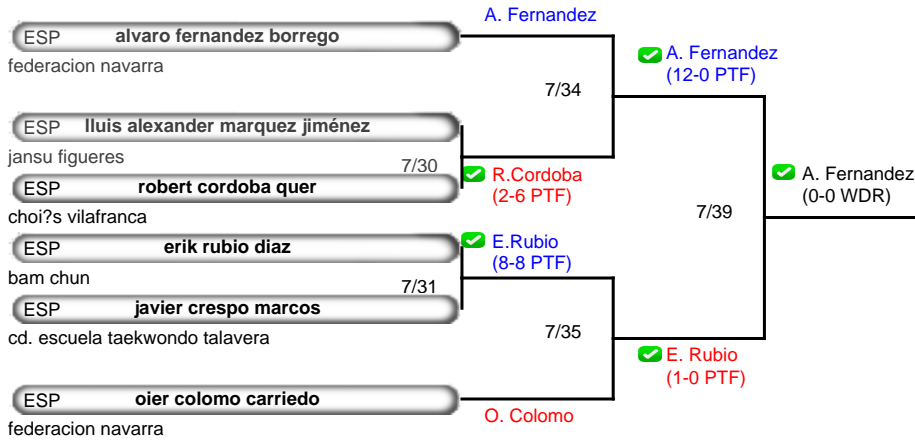 A. Fernandez
ESP alvaro fernandez borrego
federacion navarra
A. Fernandez
(12-0 PTF)
7/34
ESP lluis alexander marquez jiménez
jansu figueres
7/30
R.Cordoba
(2-6 PTF)
ESP robert cordoba quer
choi?s vilafranca
A. Fernandez
(0-0 WDR)
7/39
ESP erik rubio diaz
bam chun
E.Rubio
(8-8 PTF)
7/31
ESP javier crespo marcos
cd. escuela taekwondo talavera
7/35
E. Rubio
(1-0 PTF)
ESP oier colomo carriedo
federacion navarra
O. Colomo